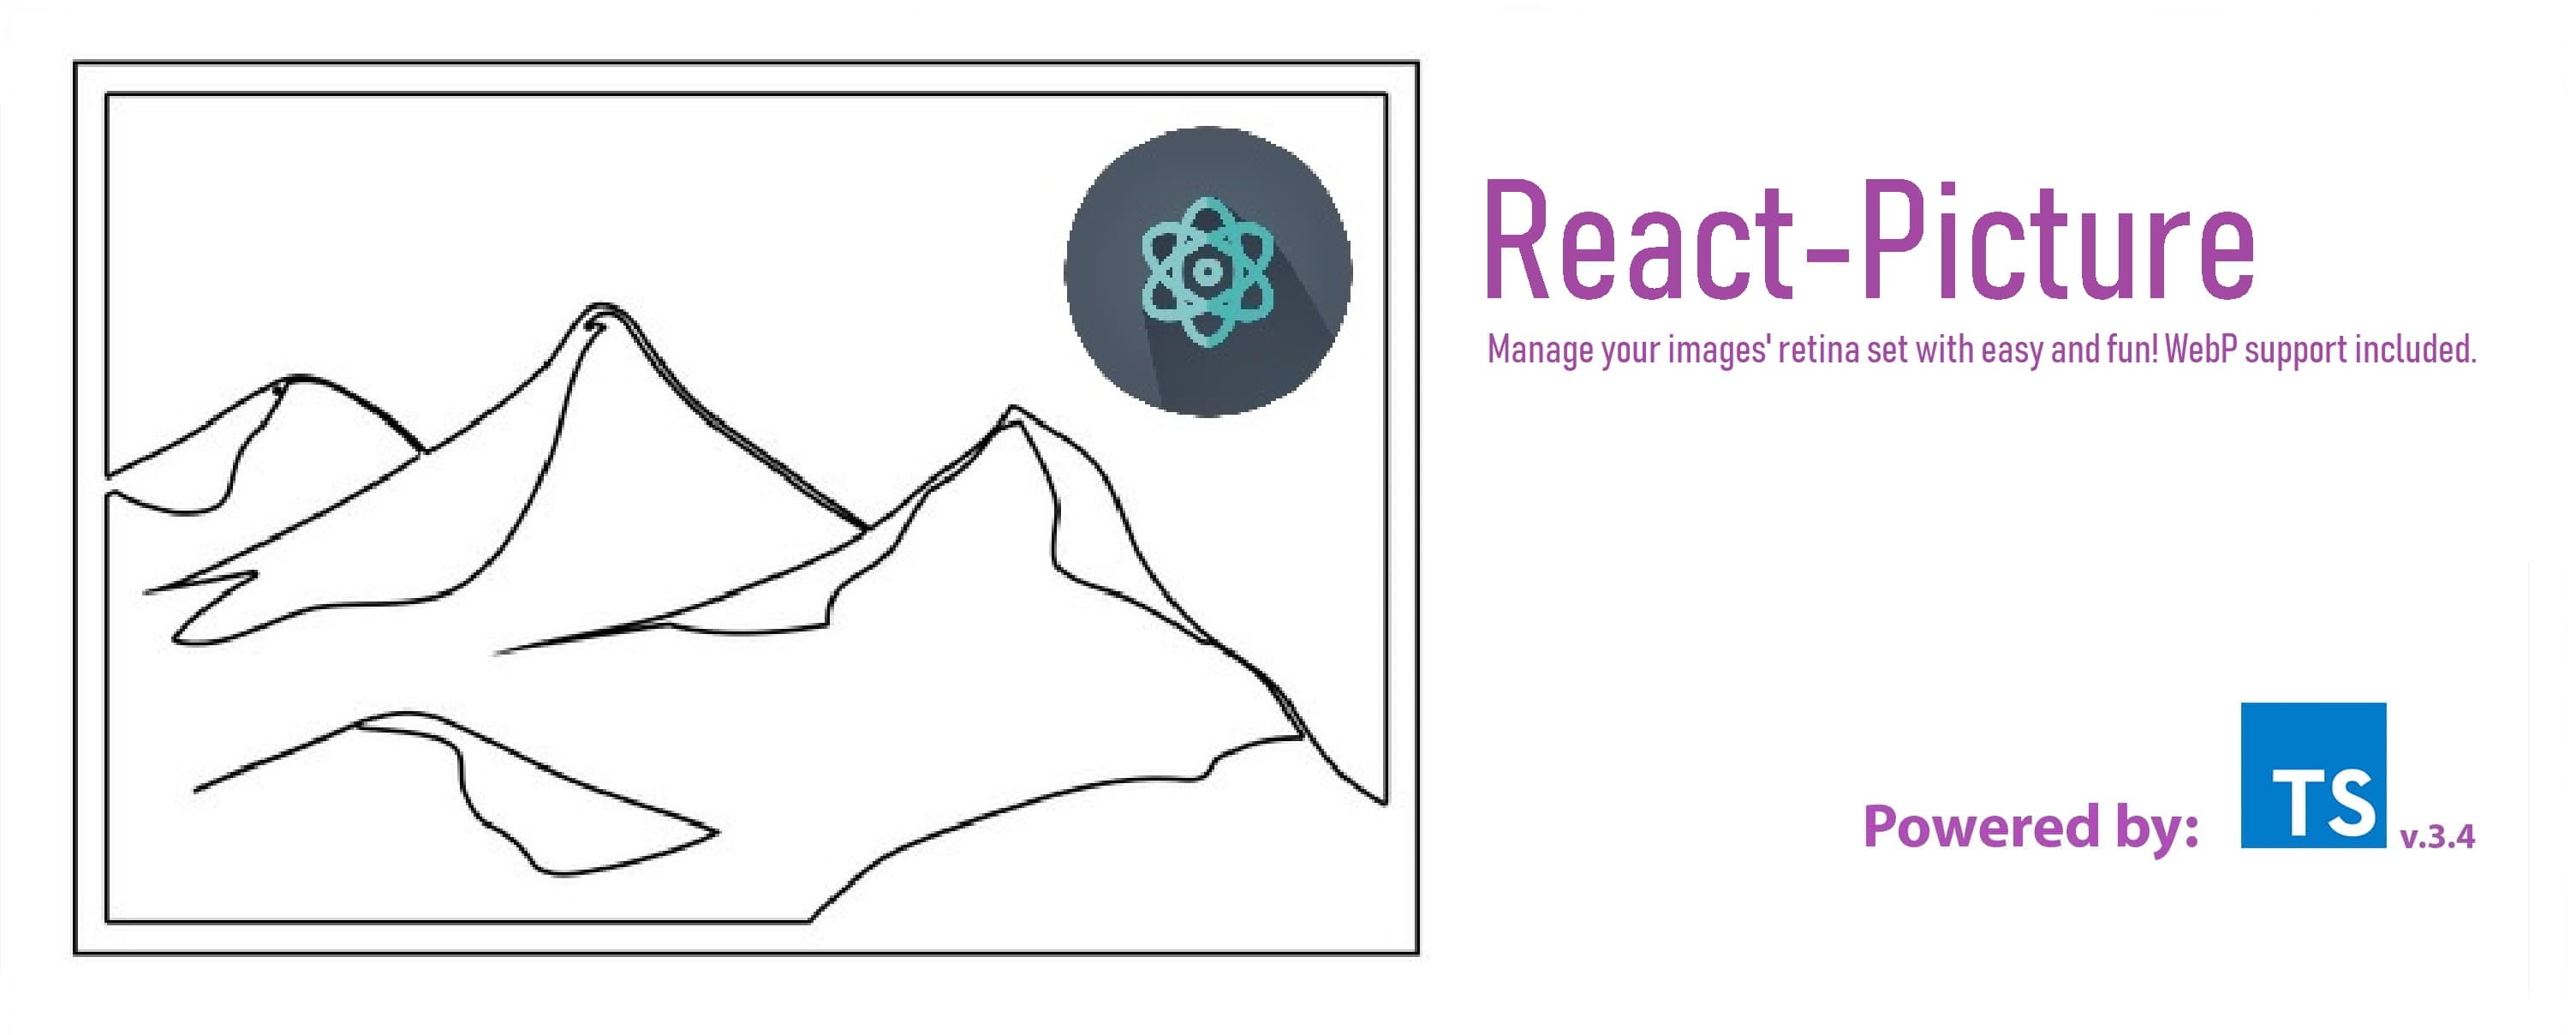 React-Picture
Manage your images' retina set with easy and fun! WebP support included.
Powered by: TS v.3.4